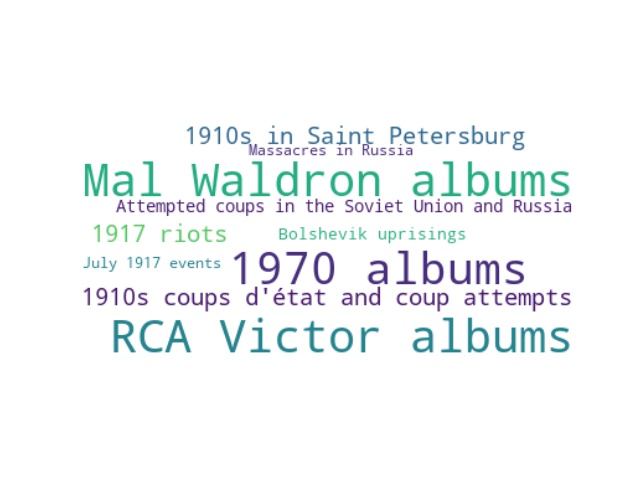 1910s in Saint Petersburg
Massacres in Russia
Mal Waldron albums
Attempted coups in the Soviet Union and Russia
1917 riots
Bolshevik uprisings
July 1917 events
1970 albums
1910s coups d'état and coup attempts
RCA Victor albums